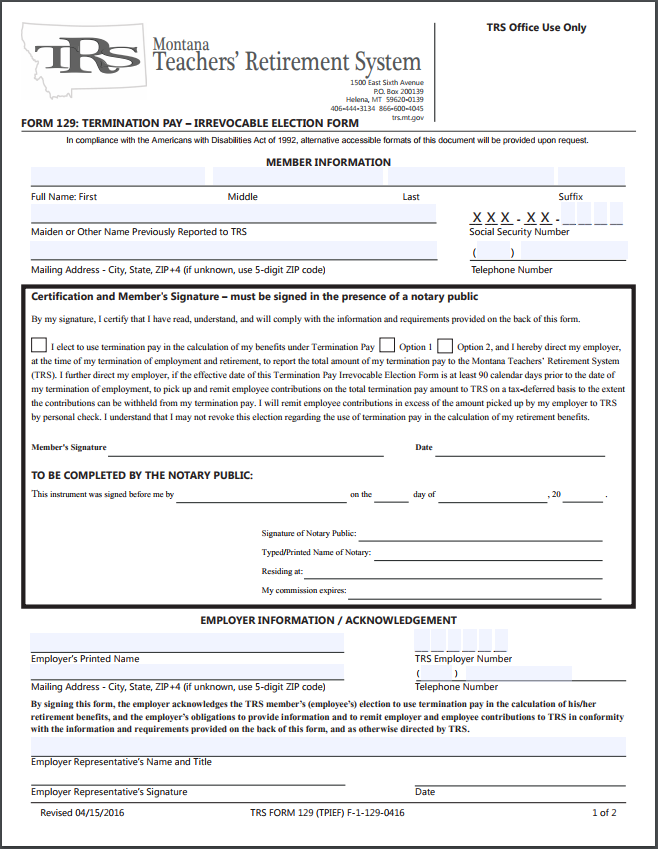 TRS Office Use Only
TRS
Montana
Teachers' Retirement System
1500 East Sixth Avenue
P.O. Box 200139
Helena, MT 59620•0139
406•444•3134 866•600•4045
trs.mt.gov
FORM 129: TERMINATION PAY – IRREVOCABLE ELECTION FORM
In compliance with the Americans with Disabilities Act of 1992, alternative accessible formats of this document will be provided upon request.
MEMBER INFORMATION
Full Name: First Middle Last Suffix
X X X - X X -
Maiden or Other Name Previously Reported to TRS Social Security Number
( )
Mailing Address - City, State, ZIP+4 (if unknown, use 5-digit ZIP code) Telephone Number
Certification and Member's Signature – must be signed in the presence of a notary public
By my signature, I certify that I have read, understand, and will comply with the information and requirements provided on the back of this form.
I elect to use termination pay in the calculation of my benefits under Termination Pay Option 1 Option 2, and I hereby direct my employer,
at the time of my termination of employment and retirement, to report the total amount of my termination pay to the Montana Teachers' Retirement System
(TRS). I further direct my employer, if the effective date of this Termination Pay Irrevocable Election Form is at least 90 calendar days prior to the date of
my termination of employment, to pick up and remit employee contributions on the total termination pay amount to TRS on a tax-deferred basis to the extent
the contributions can be withheld from my termination pay. I will remit employee contributions in excess of the amount picked up by my employer to TRS
by personal check. I understand that I may not revoke this election regarding the use of termination pay in the calculation of my retirement benefits.
Member's Signature Date
TO BE COMPLETED BY THE NOTARY PUBLIC:
This instrument was signed before me by on the day of , 20 .
Signature of Notary Public:
Typed/Printed Name of Notary:
Residing at:
My commission expires:
EMPLOYER INFORMATION / ACKNOWLEDGEMENT
Employer's Printed Name TRS Employer Number
( )
Mailing Address - City, State, ZIP+4 (if unknown, use 5-digit ZIP code) Telephone Number
By signing this form, the employer acknowledges the TRS member's (employee's) election to use termination pay in the calculation of his/her
retirement benefits, and the employer's obligations to provide information and to remit employer and employee contributions to TRS in conformity
with the information and requirements provided on the back of this form, and as otherwise directed by TRS.
Employer Representative's Name and Title
Employer Representative's Signature Date
Revised 04/15/2016 TRS FORM 129 (TPIEF) F-1-129-0416 1 of 2